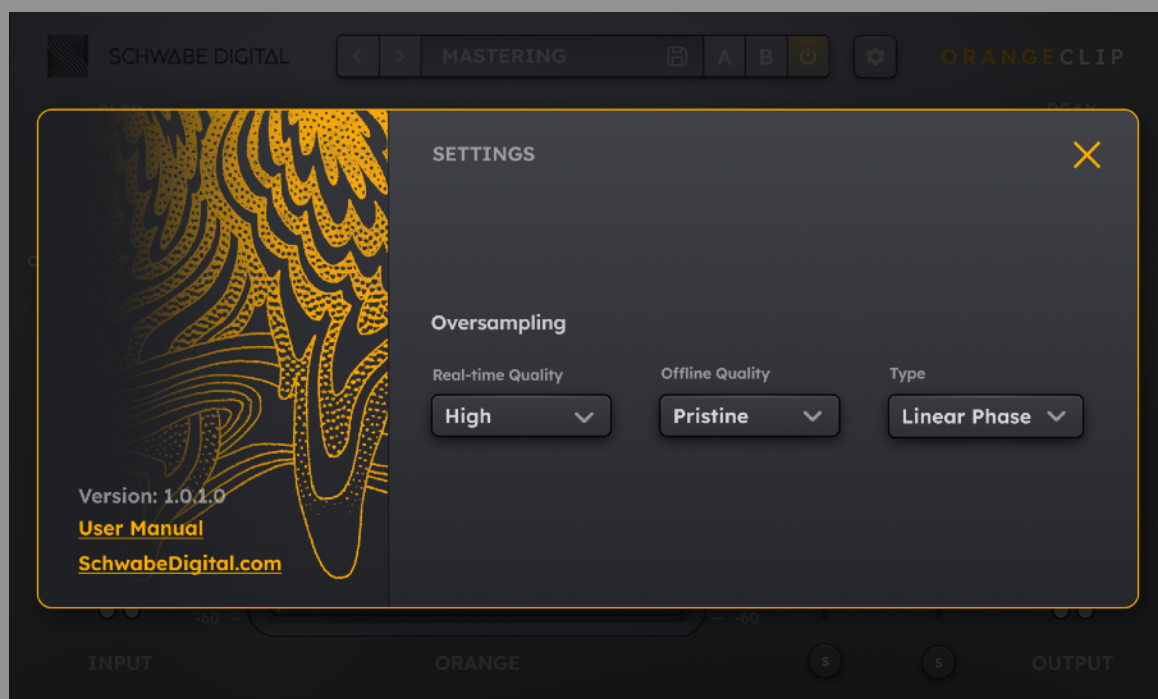 SCHWABE DIGITAL
MASTERING
A
B
ORANGECLIP
PEAK
SETTINGS
Oversampling
Real-time Quality
Offline Quality
Type
High
Pristine
Linear Phase
Version: 1.0.1.0
User Manual
SchwabeDigital.com
-60
-60
INPUT
ORANGE
S
S
OUTPUT